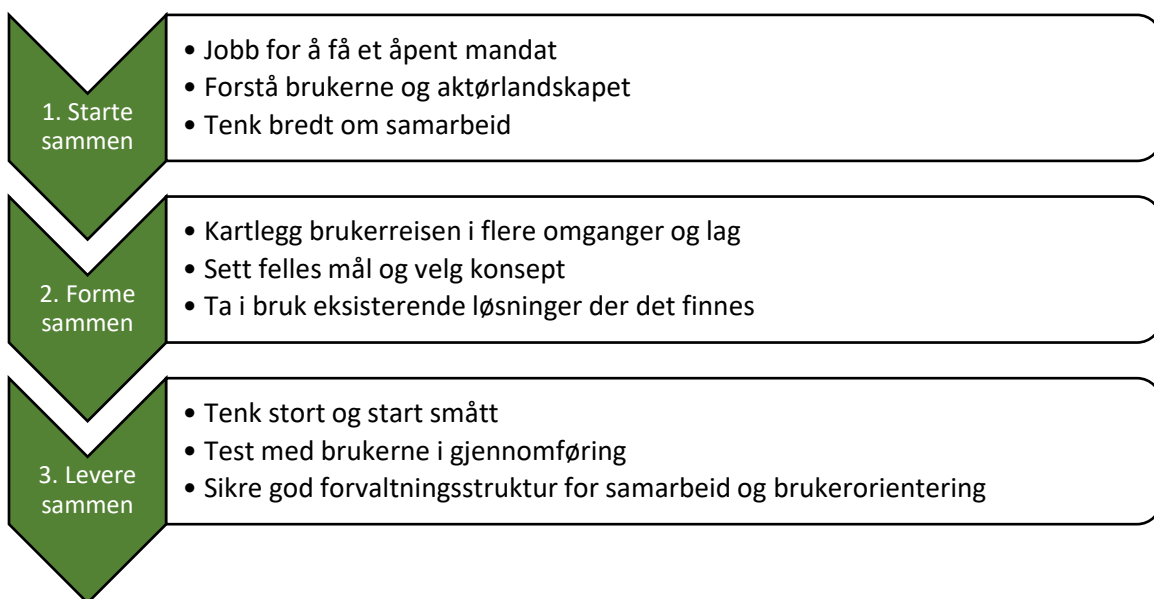 1. Starte
sammen
• Jobb for å få et åpent mandat
• Forstå brukerne og aktørlandskapet
• Tenk bredt om samarbeid
2. Forme
sammen
• Kartlegg brukerreisen i flere omganger og lag
• Sett felles mål og velg konsept
• Ta i bruk eksisterende løsninger der det finnes
3. Levere
sammen
• Tenk stort og start smått
• Test med brukerne i gjennomføring
• Sikre god forvaltningsstruktur for samarbeid og brukerorientering